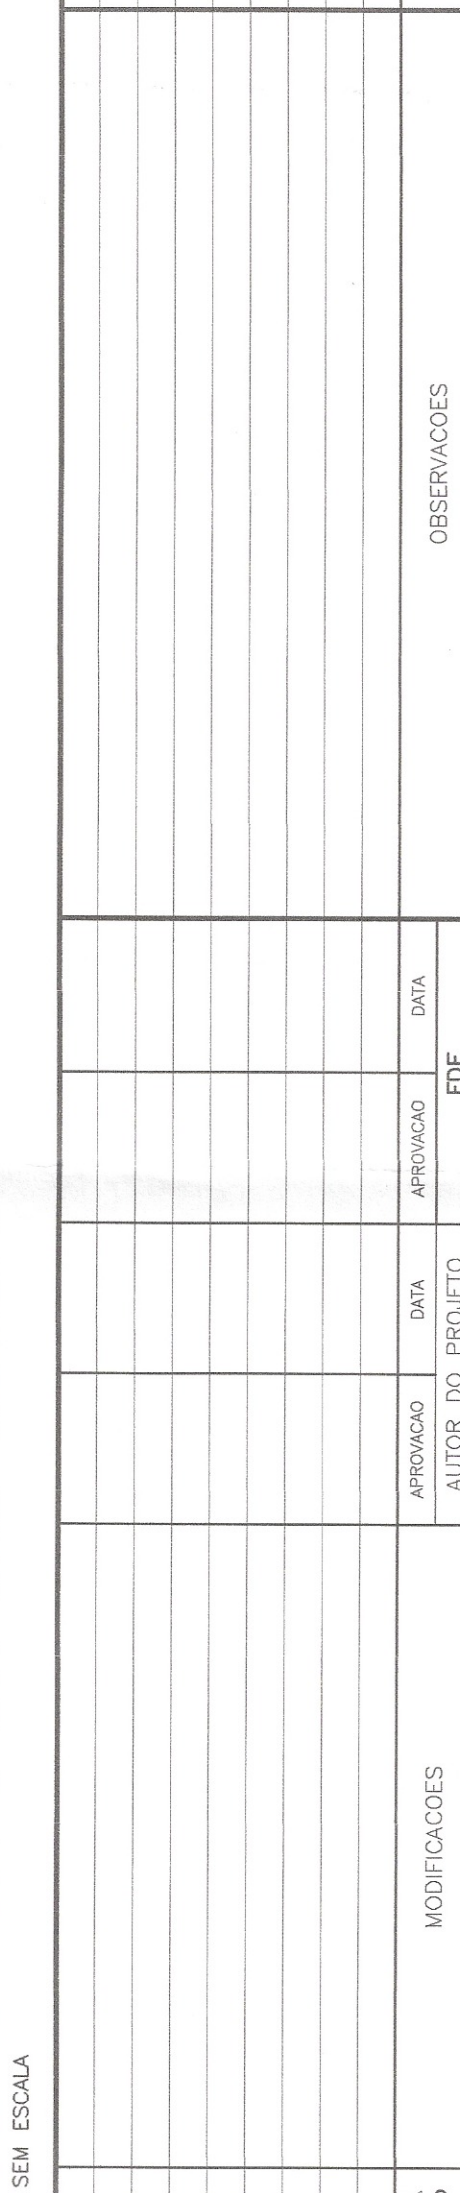 SEM ESCALA
MODIFICACOES
APROVACAO
DATA
APROVACAO
DATA
OBSERVACOES
AUTOR DO PROJETO
FDE